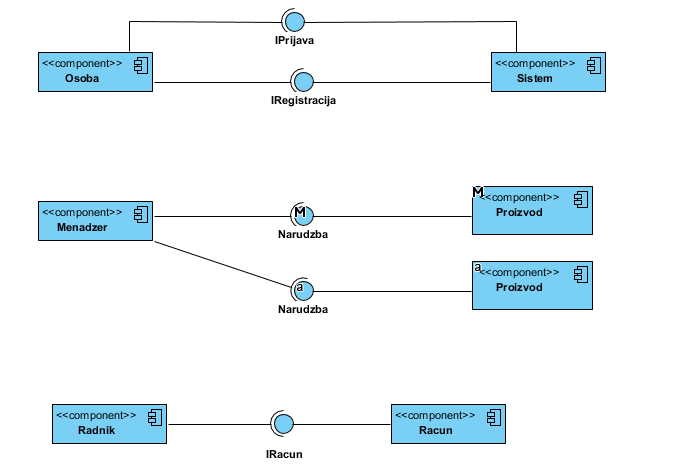 IPrijava
<<component>>
Osoba
<<component>>
Sistem
IRegistracija
<<component>>
Menadzer
M
Narudzba
M
<<component>>
Proizvod
a
Narudzba
a
<<component>>
Proizvod
<<component>>
Radnik
IRacun
<<component>>
Racun